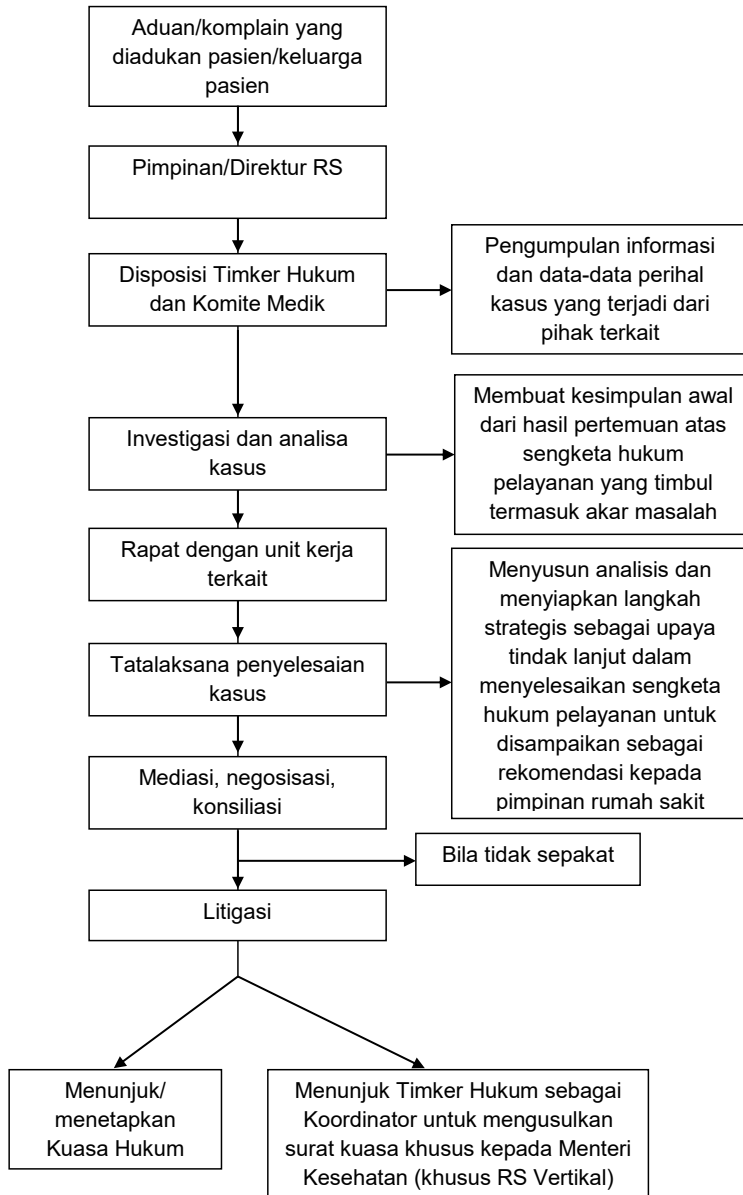 Aduan/komplain yang
diadukan pasien/keluarga
pasien
Pimpinan/Direktur RS
Disposisi Timker Hukum
dan Komite Medik
Pengumpulan informasi
dan data-data perihal
kasus yang terjadi dari
pihak terkait
Investigasi dan analisa
kasus
Membuat kesimpulan awal
dari hasil pertemuan atas
sengketa hukum
pelayanan yang timbul
termasuk akar masalah
Rapat dengan unit kerja
terkait
Tatalaksana penyelesaian
kasus
Menyusun analisis dan
menyiapkan langkah
strategis sebagai upaya
tindak lanjut dalam
menyelesaikan sengketa
hukum pelayanan untuk
disampaikan sebagai
rekomendasi kepada
pimpinan rumah sakit
Mediasi, negosisasi,
konsiliasi
Bila tidak sepakat
Litigasi
Menunjuk/
menetapkan
Kuasa Hukum
Menunjuk Timker Hukum sebagai
Koordinator untuk mengusulkan
surat kuasa khusus kepada Menteri
Kesehatan (khusus RS Vertikal)